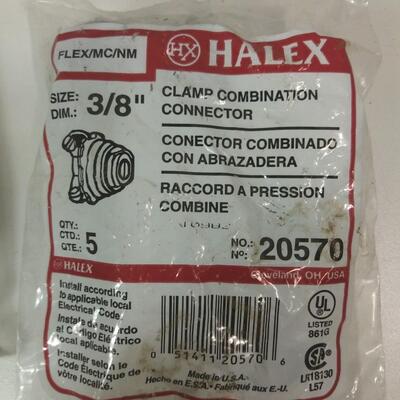 FLEX/MC/NM
HX HALEX
SIZE:
DIM.: 3/8"
CLAMP COMBINATION
CONNECTOR
CONECTOR COMBINADO
CON ABRAZADERA
RACCORD A PRESSION
COMBINE
QTY.:
CTD.:
QTE.: 5
NO.:
Nº: 20570
HX HALEX
Cleveland, OH, USA
Install according
to applicable local
Electrical Code.
Instale de acuerdo
al Código Eléctrico
local aplicable.
Installer selon le
Code Électrique de
vôtre localité.
0 51411 20570 6
Made in U.S.A.
Hecho en E.S.A. • Fabriqué aux E.-U.
UL
LISTED
861G
SA
LR18130
L57